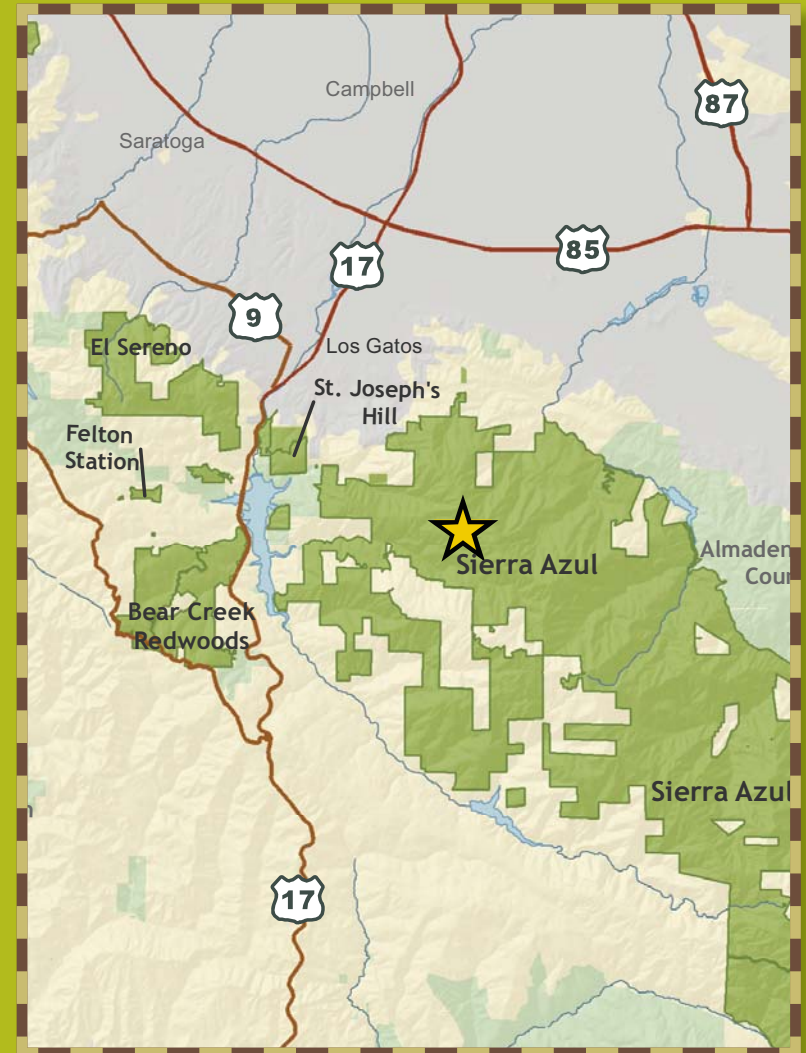 Campbell
87
Saratoga
85
17
9
Los Gatos
El Sereno
St. Joseph's
Hill
Felton
Station
Almaden
Cour
Sierra Azul
Bear Creek
Redwoods
Sierra Azul
17